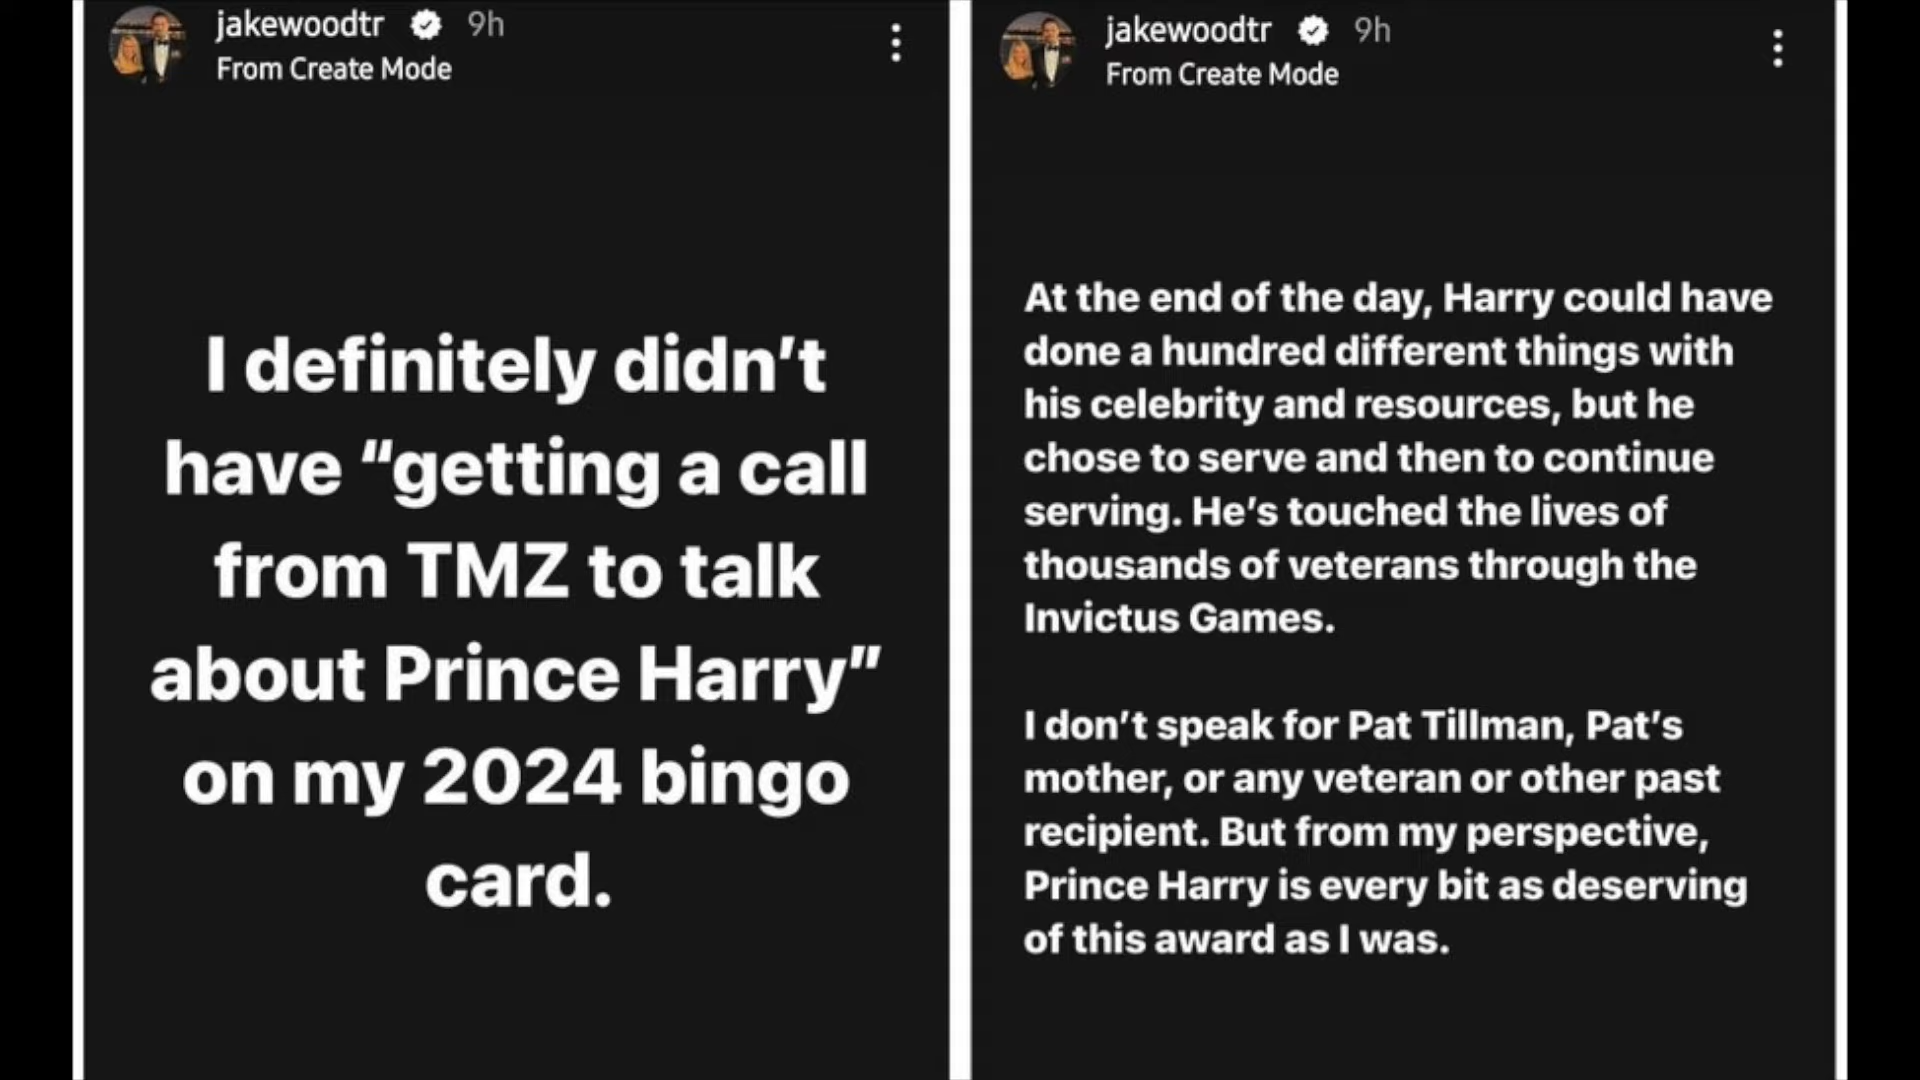 jakewoodtr 9h
From Create Mode
I definitely didn’t
have “getting a call
from TMZ to talk
about Prince Harry”
on my 2024 bingo
card.
jakewoodtr 9h
From Create Mode
At the end of the day, Harry could have
done a hundred different things with
his celebrity and resources, but he
chose to serve and then to continue
serving. He’s touched the lives of
thousands of veterans through the
Invictus Games.
I don’t speak for Pat Tillman, Pat’s
mother, or any veteran or other past
recipient. But from my perspective,
Prince Harry is every bit as deserving
of this award as I was.